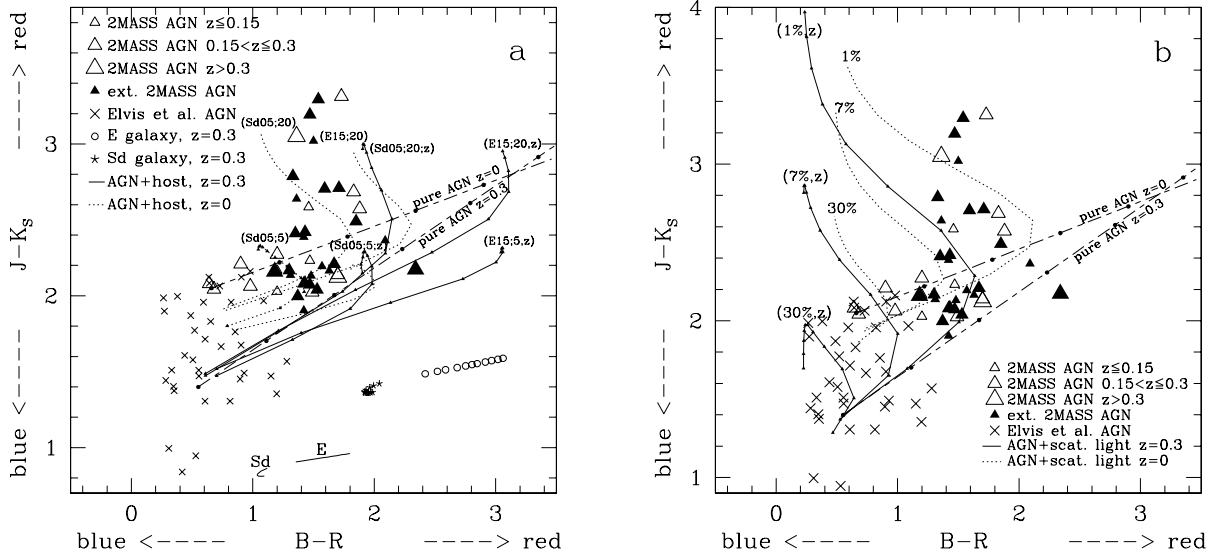 a
2MASS AGN z≤0.15
2MASS AGN 0.15<z≤0.3
2MASS AGN z>0.3
ext. 2MASS AGN
Elvis et al. AGN
E galaxy, z=0.3
Sd galaxy, z=0.3
AGN+host, z=0.3
AGN+host, z=0
(Sd05;20)
(E15;20)
(Sd05;20;z)
(E15;20,z)
pure AGN z=0
pure AGN z=0.3
(Sd05;5)
(Sd05;5,z)
(E15;5,z)
Sd
E
3
2
1
0 1 2 3
blue <---- J-Ks ----> red
blue <---- B-R ----> red
b
(1%,z)
1%
7%
(7%,z)
30%
(30%,z)
pure AGN z=0
pure AGN z=0.3
2MASS AGN z≤0.15
2MASS AGN 0.15<z≤0.3
2MASS AGN z>0.3
ext. 2MASS AGN
Elvis et al. AGN
AGN+scat. light z=0.3
AGN+scat. light z=0
4
3
2
1
0 1 2 3
blue <---- J-Ks ----> red
blue <---- B-R ----> red